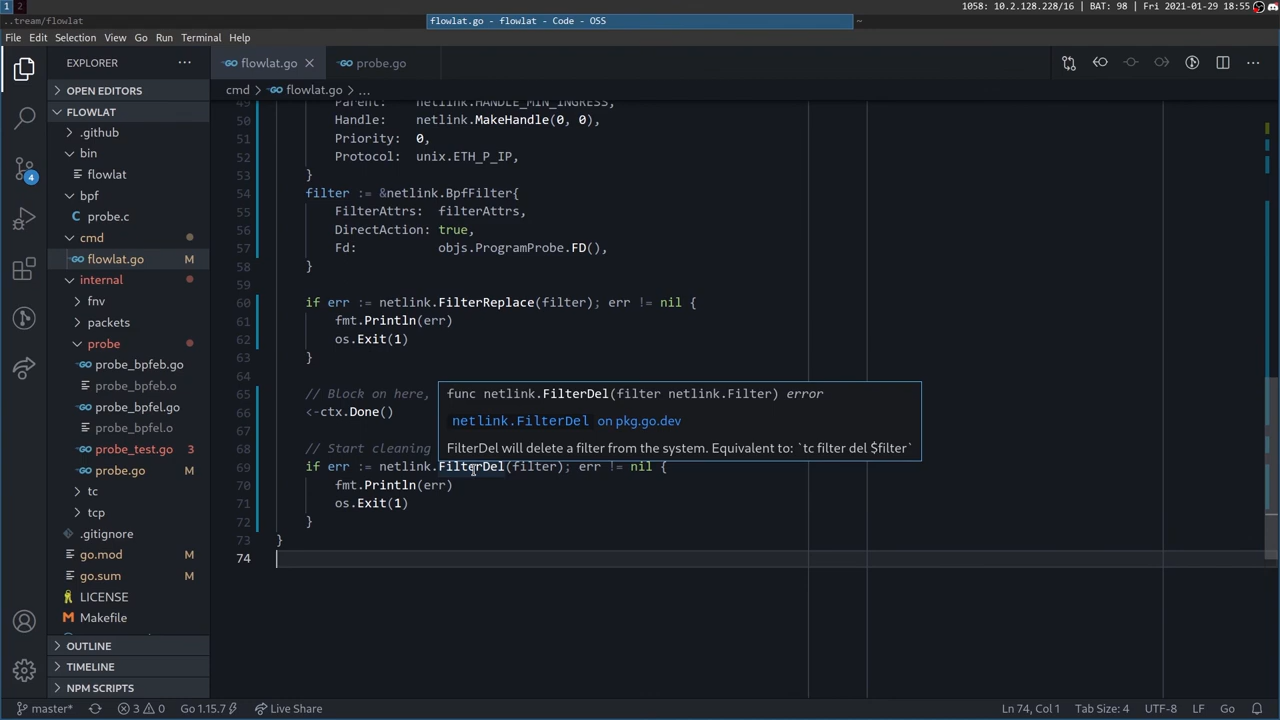 1 2
1058: 10.2.128.228/16 | BAT: 98 | Fri 2021-01-29 18:55
..tream/flowlat
flowlat.go - flowlat - Code - OSS
~
File Edit Selection View Go Run Terminal Help
EXPLORER
flowlat.go
probe.go
OPEN EDITORS
cmd > flowlat.go > ...
FLOWLAT
.github
bin
flowlat
bpf
probe.c
cmd
flowlat.go M
internal
fnv
packets
probe
probe_bpfeb.go
probe_bpfeb.o
probe_bpfel.go
probe_bpfel.o
probe_test.go 3
probe.go M
tc
tcp
.gitignore
go.mod M
go.sum M
LICENSE
Makefile
OUTLINE
TIMELINE
NPM SCRIPTS
4
49 Parent: netlink.HANDLE_MIN_INGRESS,
50 Handle: netlink.MakeHandle(0, 0),
51 Priority: 0,
52 Protocol: unix.ETH_P_IP,
53 }
54 filter := &netlink.BpfFilter{
55 FilterAttrs: filterAttrs,
56 DirectAction: true,
57 Fd: objs.ProgramProbe.FD(),
58 }
59
60 if err := netlink.FilterReplace(filter); err != nil {
61 fmt.Println(err)
62 os.Exit(1)
63 }
64
65 // Block on here,
66 <-ctx.Done()
67
68 // Start cleaning
69 if err := netlink.FilterDel(filter); err != nil {
70 fmt.Println(err)
71 os.Exit(1)
72 }
73 }
74
func netlink.FilterDel(filter netlink.Filter) error
netlink.FilterDel on pkg.go.dev
FilterDel will delete a filter from the system. Equivalent to: `tc filter del $filter`
master* 3 0 Go 1.15.7 Live Share
Ln 74, Col 1 Tab Size: 4 UTF-8 LF Go